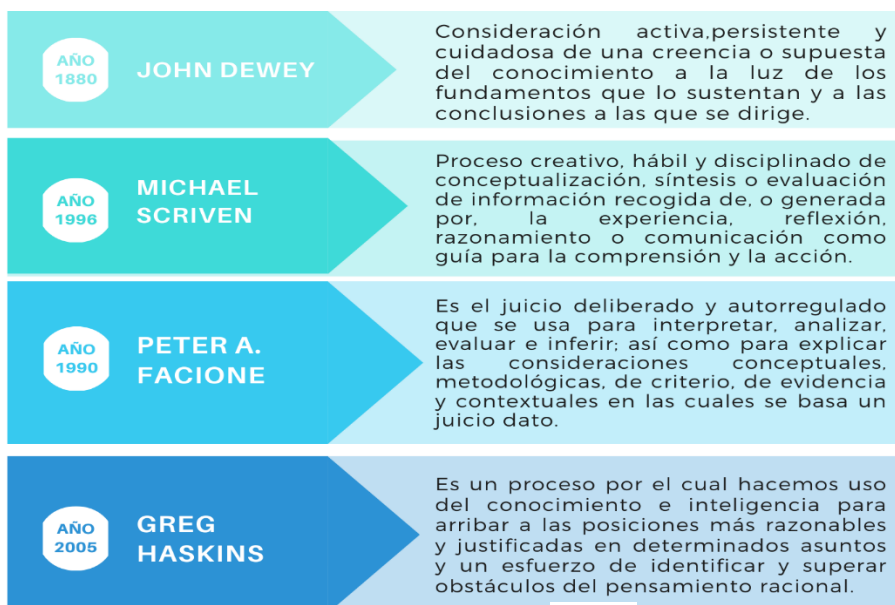 AÑO
1880
JOHN DEWEY
Consideración activa,persistente y
cuidadosa de una creencia o supuesta
del conocimiento a la luz de los
fundamentos que lo sustentan y a las
conclusiones a las que se dirige.
AÑO
1996
MICHAEL
SCRIVEN
Proceso creativo, hábil y disciplinado de
conceptualización, síntesis o evaluación
de información recogida de, o generada
por, la experiencia, reflexión,
razonamiento o comunicación como
guía para la comprensión y la acción.
AÑO
1990
PETER A.
FACIONE
Es el juicio deliberado y autorregulado
que se usa para interpretar, analizar,
evaluar e inferir; así como para explicar
las consideraciones conceptuales,
metodológicas, de criterio, de evidencia
y contextuales en las cuales se basa un
juicio dato.
AÑO
2005
GREG
HASKINS
Es un proceso por el cual hacemos uso
del conocimiento e inteligencia para
arribar a las posiciones más razonables
y justificadas en determinados asuntos
y un esfuerzo de identificar y superar
obstáculos del pensamiento racional.